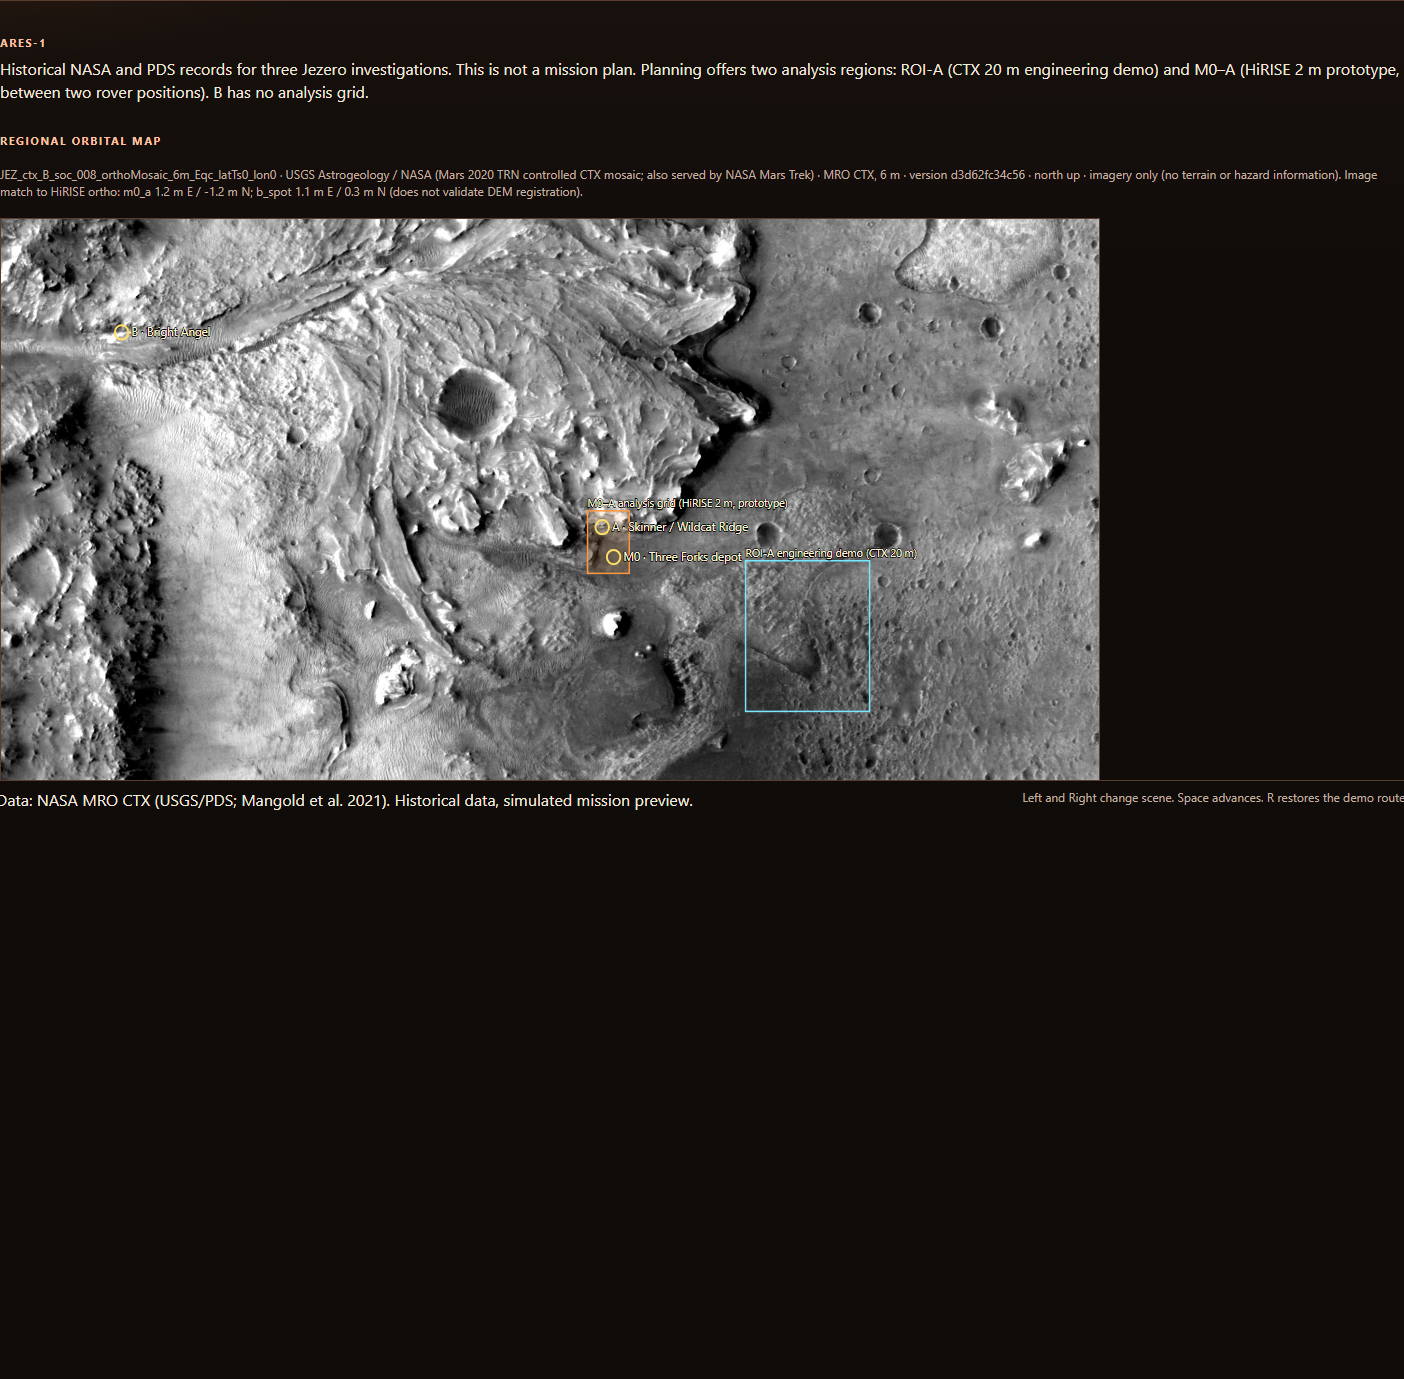 ARES-1
Historical NASA and PDS records for three Jezero investigations. This is not a mission plan. Planning offers two analysis regions: ROI-A (CTX 20 m engineering demo) and M0–A (HiRISE 2 m prototype,
between two rover positions). B has no analysis grid.
REGIONAL ORBITAL MAP
JEZ_ctx_B_soc_008_orthoMosaic_6m_Eqc_latTs0_lon0 · USGS Astrogeology / NASA (Mars 2020 TRN controlled CTX mosaic; also served by NASA Mars Trek) · MRO CTX, 6 m · version d3d62fc34c56 · north up · imagery only (no terrain or hazard information). Image
match to HiRISE ortho: m0_a 1.2 m E / -1.2 m N; b_spot 1.1 m E / 0.3 m N (does not validate DEM registration).
B · Bright Angel
M0–A analysis grid (HiRISE 2 m, prototype)
A · Skinner / Wildcat Ridge
M0 · Three Forks depot
ROI-A engineering demo (CTX 20 m)
Data: NASA MRO CTX (USGS/PDS; Mangold et al. 2021). Historical data, simulated mission preview.
Left and Right change scene. Space advances. R restores the demo route